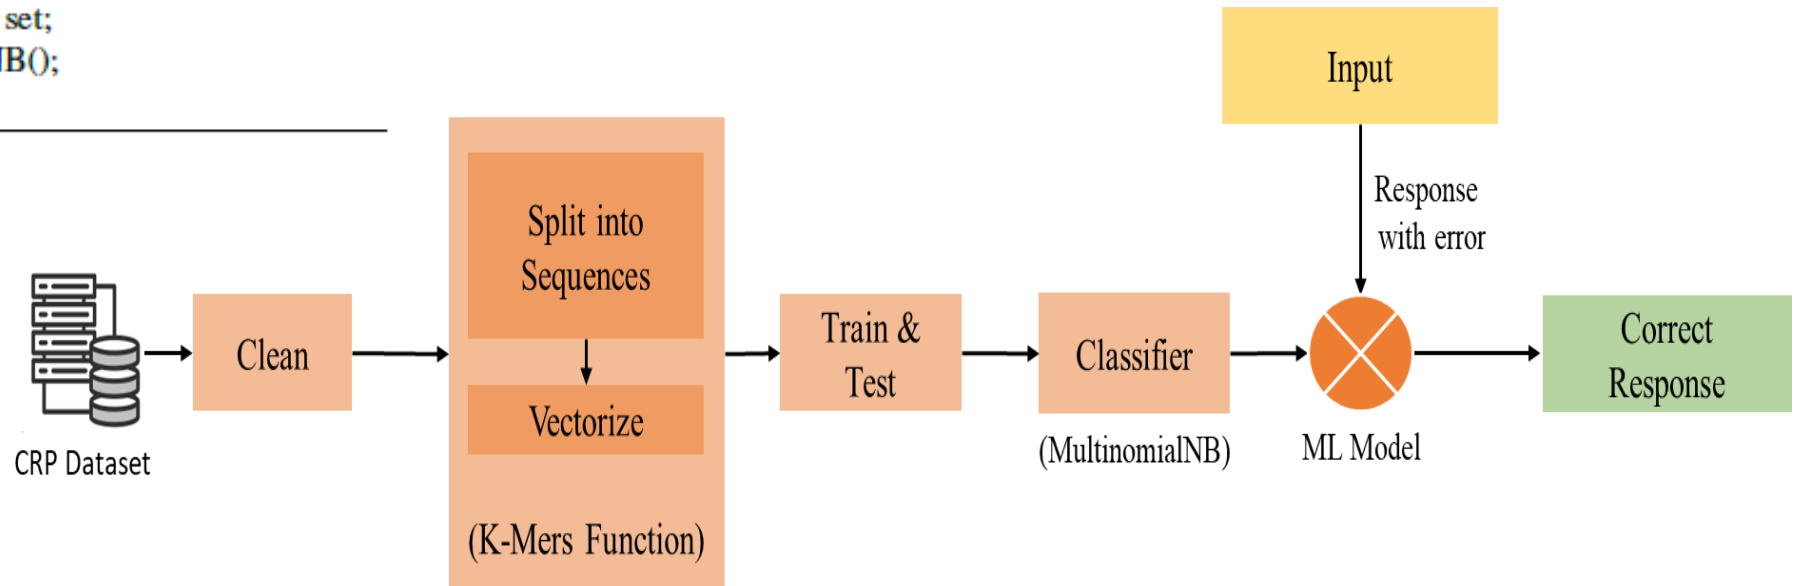 set;
NB();
Input
Response
with error
Split into
Sequences
Vectorize
(K-Mers Function)
Clean
CRP Dataset
Train &
Test
Classifier
(MultinomialNB)
ML Model
Correct
Response